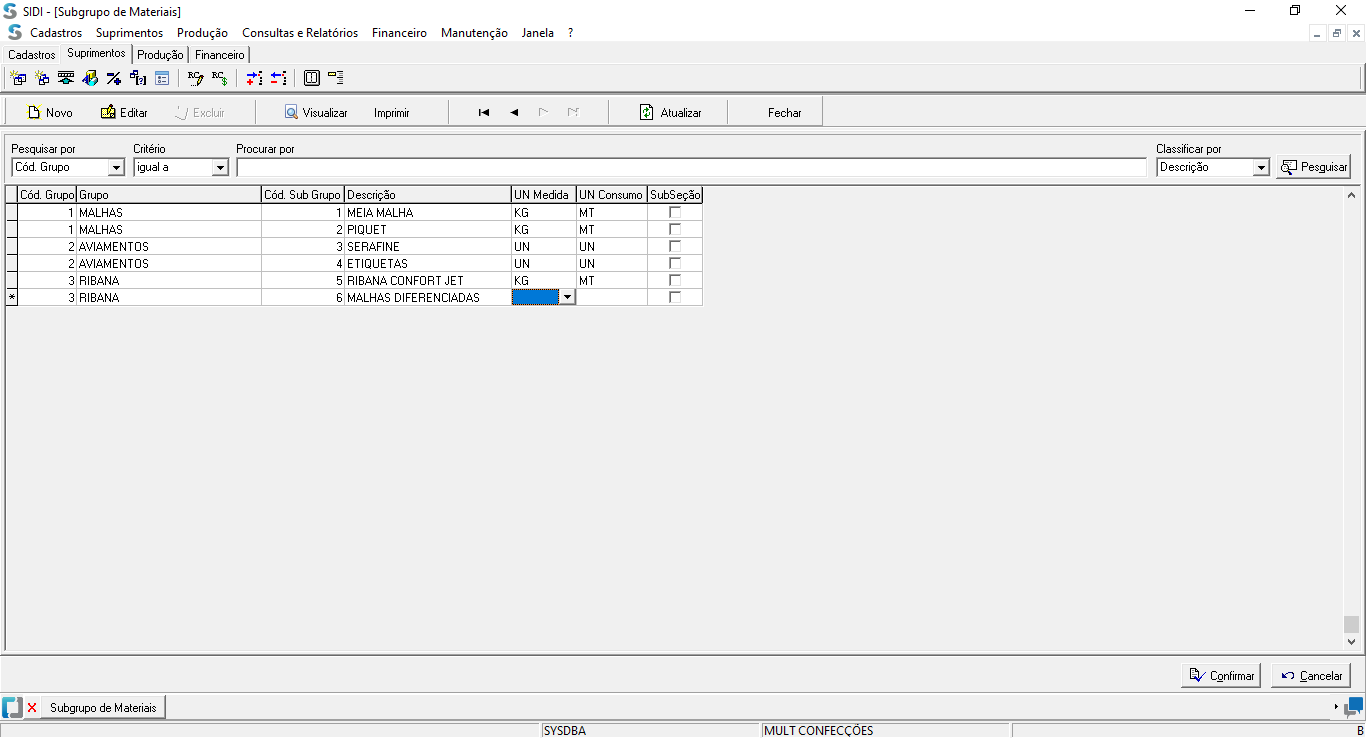 SIDI - [Subgrupo de Materiais]
Cadastros Suprimentos Produção Consultas e Relatórios Financeiro Manutenção Janela ?
Cadastros Suprimentos Produção Financeiro
Novo Editar Excluir Visualizar Imprimir Atualizar Fechar
Pesquisar por Critério Procurar por Classificar por
Cód. Grupo igual a Descrição Pesquisar
Cód. Grupo Grupo Cód. Sub Grupo Descrição UN Medida UN Consumo SubSeção
1 MALHAS 1 MEIA MALHA KG MT
1 MALHAS 2 PIQUET KG MT
2 AVIAMENTOS 3 SERAFINE UN UN
2 AVIAMENTOS 4 ETIQUETAS UN UN
3 RIBANA 5 RIBANA CONFORT JET KG MT
* 3 RIBANA 6 MALHAS DIFERENCIADAS
Confirmar Cancelar
Subgrupo de Materiais
SYSDBA MULT CONFECÇÕES B